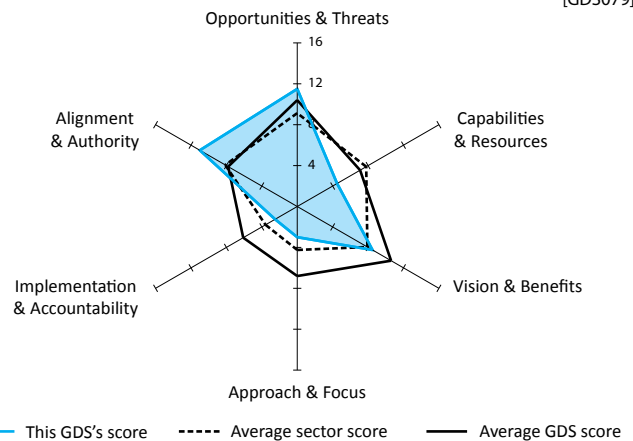 [GDS079]
Opportunities & Threats
16
12
8
4
Alignment
& Authority
Capabilities
& Resources
Implementation
& Accountability
Vision & Benefits
Approach & Focus
This GDS's score
Average sector score
Average GDS score